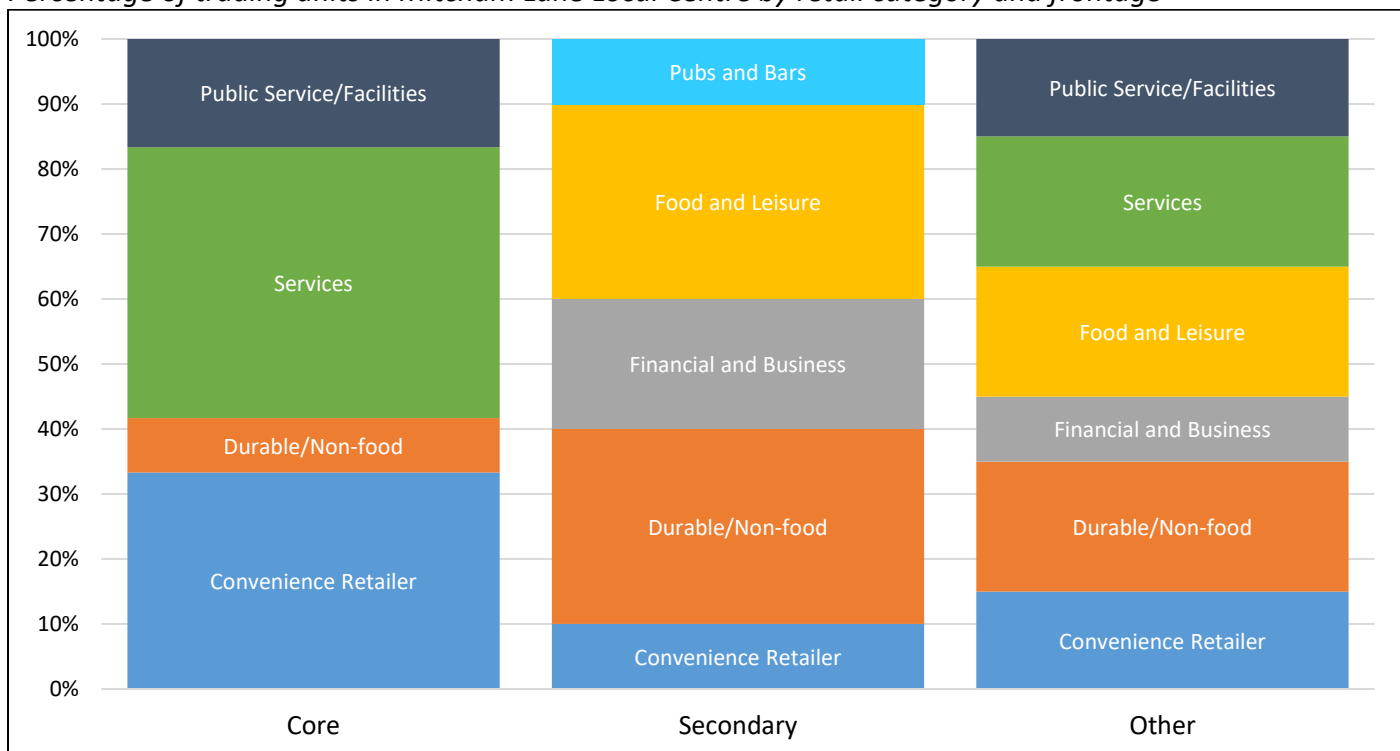 100%
90%
80%
70%
60%
50%
40%
30%
20%
10%
0%
Public Service/Facilities
Services
Durable/Non-food
Convenience Retailer
Pubs and Bars
Food and Leisure
Financial and Business
Durable/Non-food
Convenience Retailer
Public Service/Facilities
Services
Food and Leisure
Financial and Business
Durable/Non-food
Convenience Retailer
Core
Secondary
Other